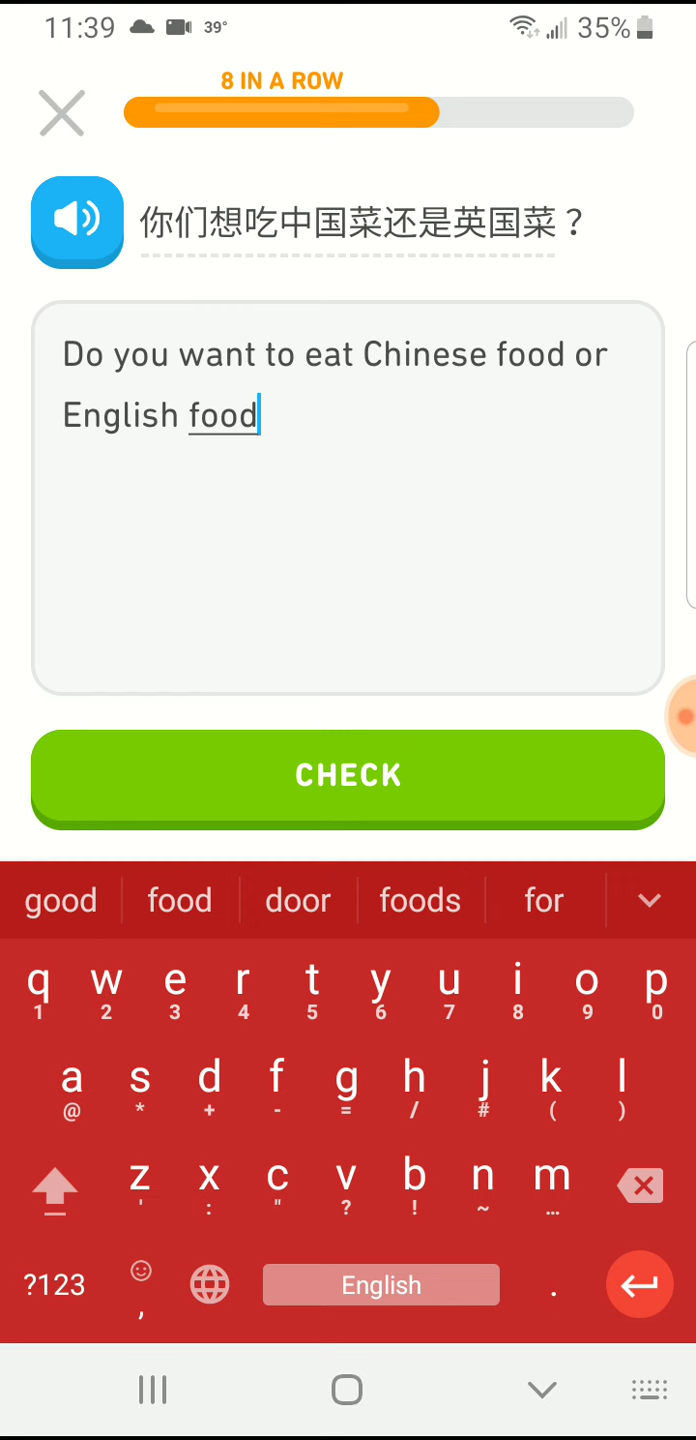 11:39 39° 35%
8 IN A ROW
你们想吃中国菜还是英国菜？
Do you want to eat Chinese food or
English food
CHECK
good food door foods for
q w e r t y u i o p
1 2 3 4 5 6 7 8 9 0
a s d f g h j k l
@ * + - = / # ( )
z x c v b n m
' : " ? ! ~ …
?123 , English .